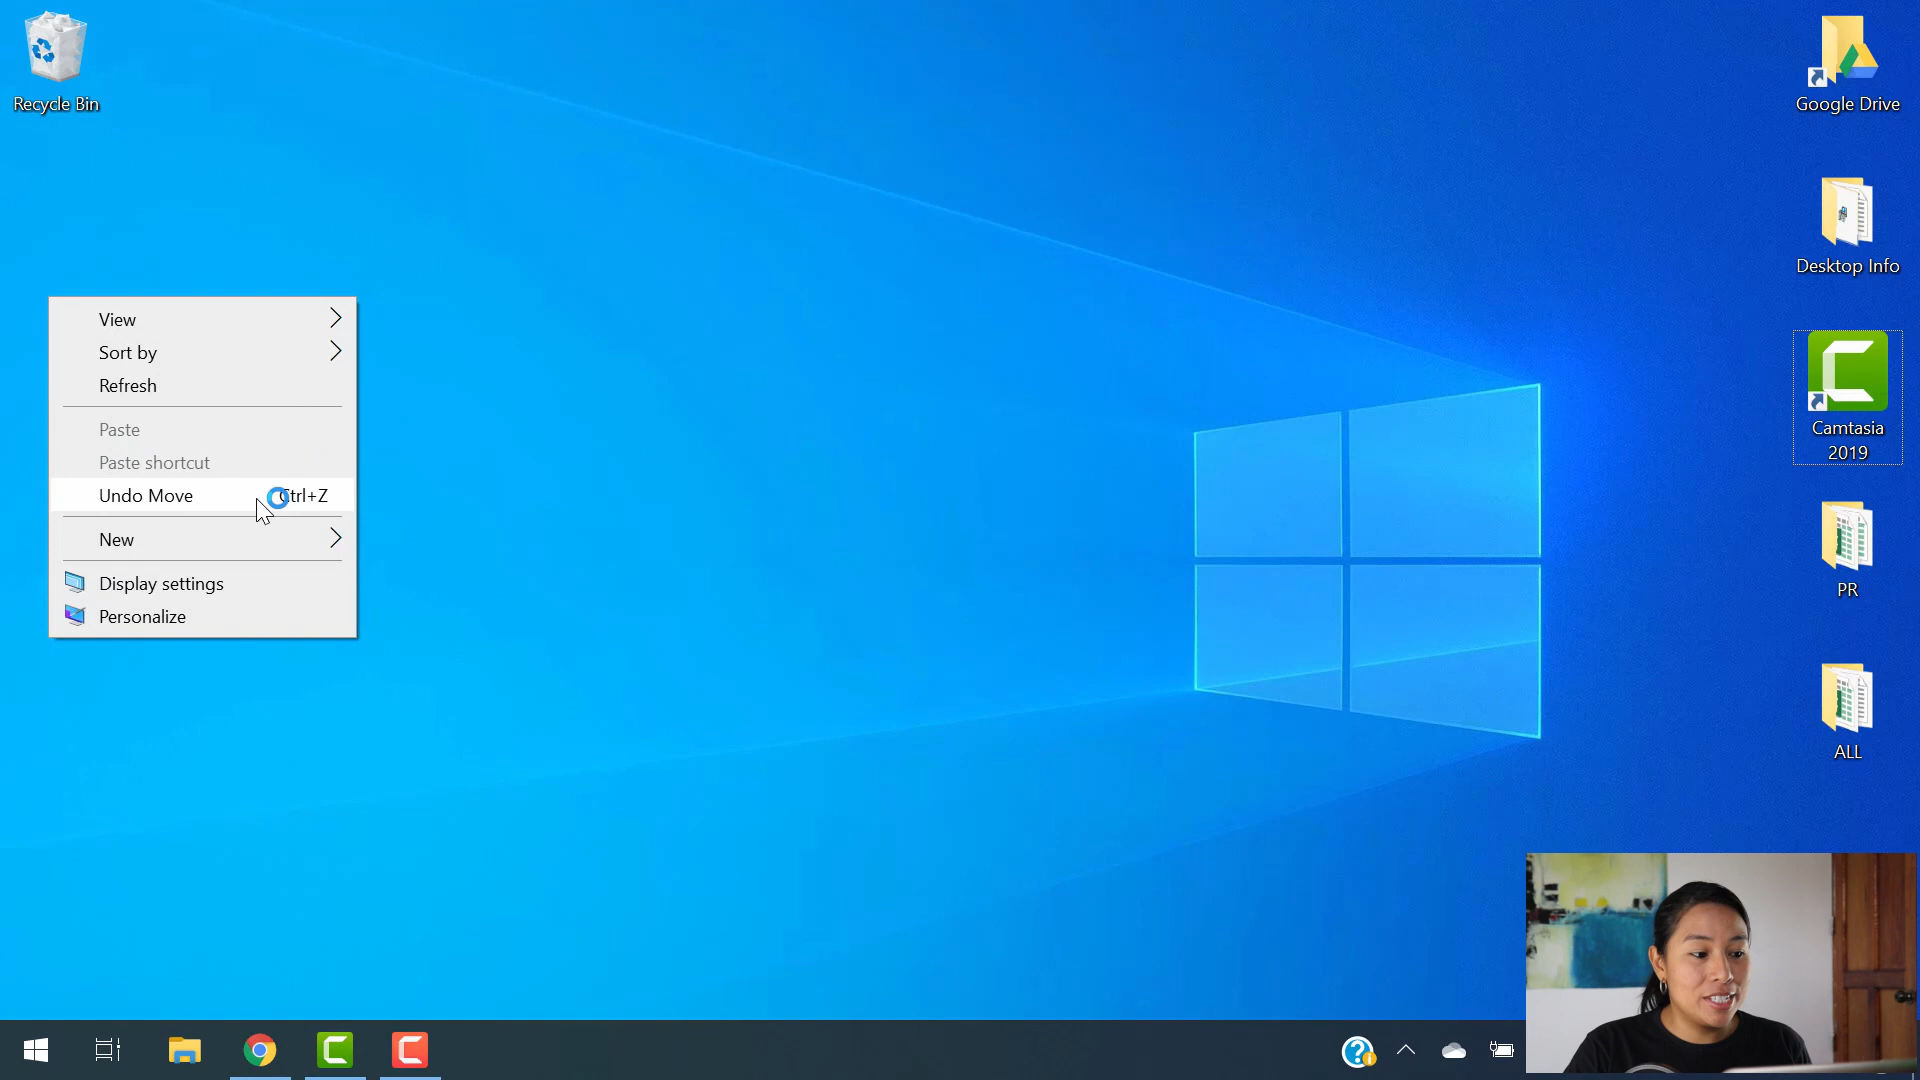 Recycle Bin
Google Drive
Desktop Info
View
Sort by
Refresh
Paste
Paste shortcut
Undo Move Ctrl+Z
New
Display settings
Personalize
Camtasia
2019
PR
ALL